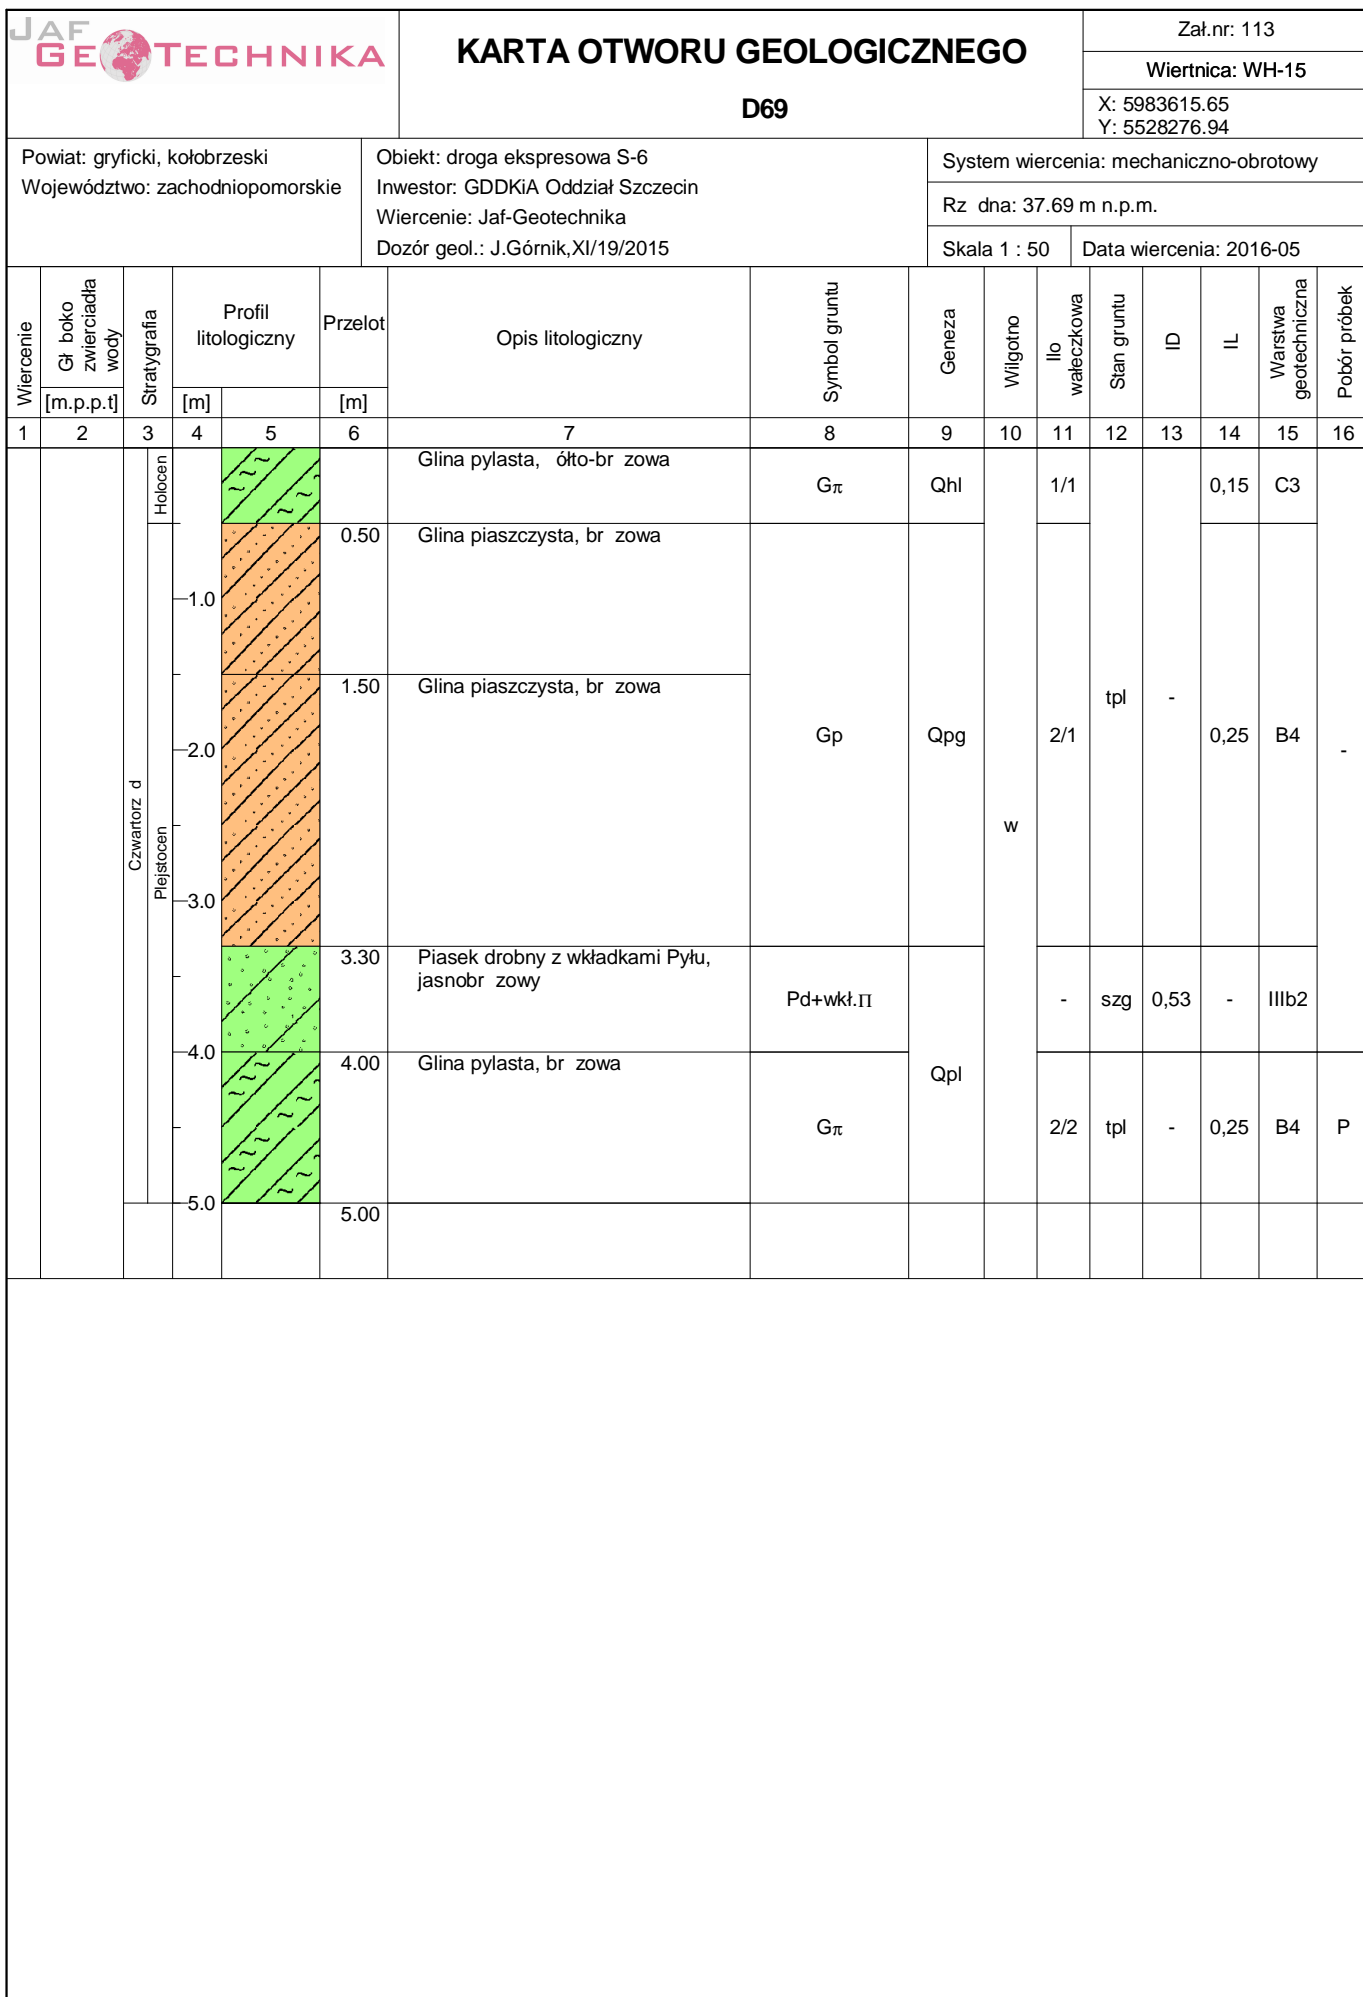 JAF
GEOTECHNIKA
KARTA OTWORU GEOLOGICZNEGO
D69
Zał.nr: 113
Wiertnica: WH-15
X: 5983615.65
Y: 5528276.94
Powiat: gryficki, kołobrzeski
Województwo: zachodniopomorskie
Obiekt: droga ekspresowa S-6
Inwestor: GDDKiA Oddział Szczecin
Wiercenie: Jaf-Geotechnika
Dozór geol.: J.Górnik,XI/19/2015
System wiercenia: mechaniczno-obrotowy
Rz dna: 37.69 m n.p.m.
Skala 1 : 50
Data wiercenia: 2016-05
Wiercenie
Gł boko
zwierciadła
wody
[m.p.p.t]
Stratygrafia
Profil
litologiczny
[m]
Przelot
[m]
Opis litologiczny
Symbol gruntu
Geneza
Wilgotno
Ilo
wałeczkowa
Stan gruntu
ID
IL
Warstwa
geotechniczna
Pobór próbek
1 2 3 4 5 6 7 8 9 10 11 12 13 14 15 16
Czwartorz d
Holocen
Plejstocen
1.0
2.0
3.0
4.0
5.0
Glina pylasta, ółto-br zowa
Gπ Qhl 1/1 0,15 C3
0.50 Glina piaszczysta, br zowa
1.50 Glina piaszczysta, br zowa
Gp Qpg w 2/1 tpl - 0,25 B4 -
3.30 Piasek drobny z wkładkami Pyłu,
jasnobr zowy
Pd+wkł.Π - szg 0,53 - IIIb2
4.00 Glina pylasta, br zowa
Qpl
Gπ 2/2 tpl - 0,25 B4 P
5.00